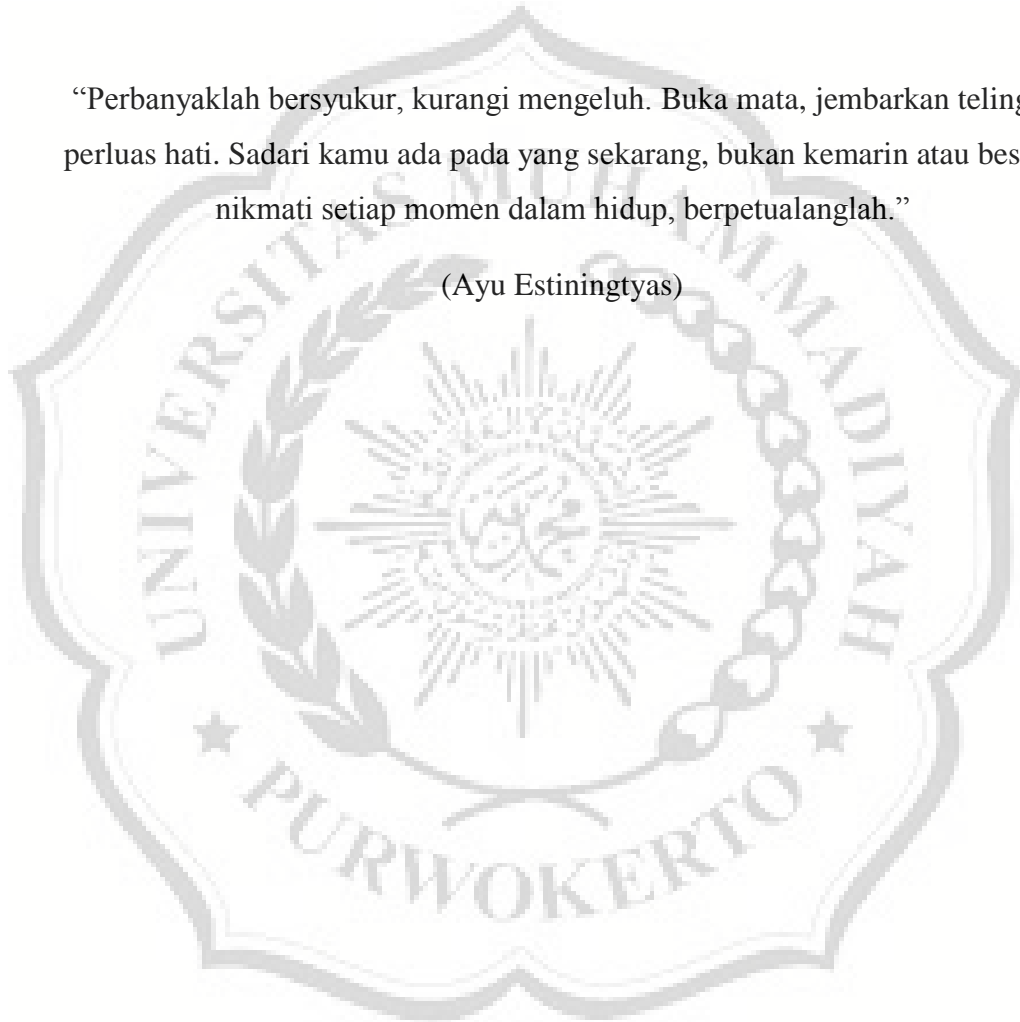 “Perbanyaklah bersyukur, kurangi mengeluh. Buka mata, jembarkan teling
perluas hati. Sadari kamu ada pada yang sekarang, bukan kemarin atau bes
nikmati setiap momen dalam hidup, berpetualanglah.”
(Ayu Estiningtyas)
UNIVERSITAS MUHAMMADIYAH
PURWOKERTO